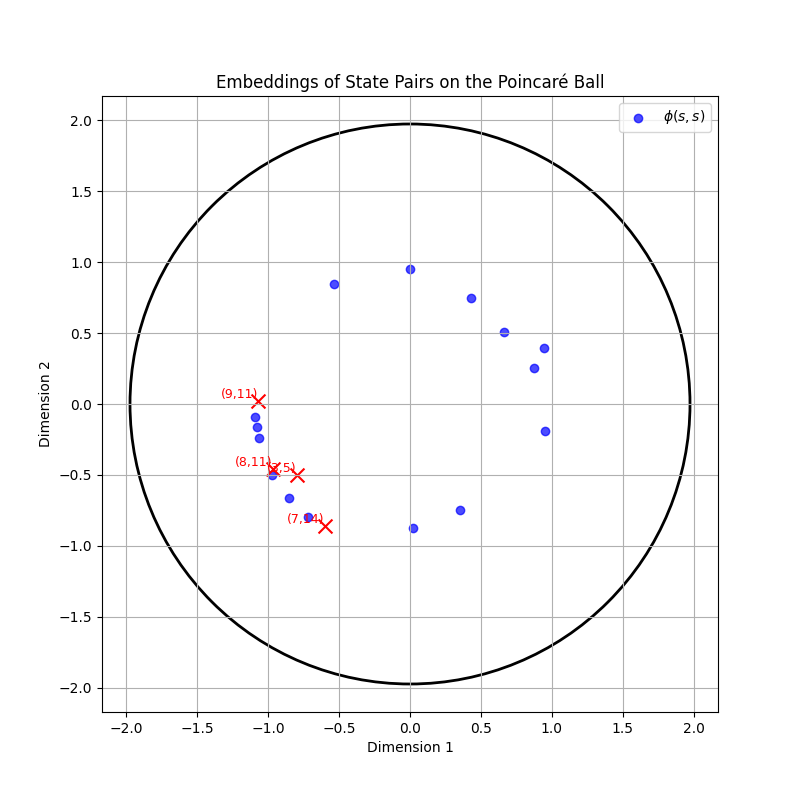 Embeddings of State Pairs on the Poincaré Ball
ϕ(s, s)
2.0
1.5
1.0
0.5
0.0
−0.5
−1.0
−1.5
−2.0
Dimension 2
(9,11)
(8,11)
(7,14)
−2.0 −1.5 −1.0 −0.5 0.0 0.5 1.0 1.5 2.0
Dimension 1